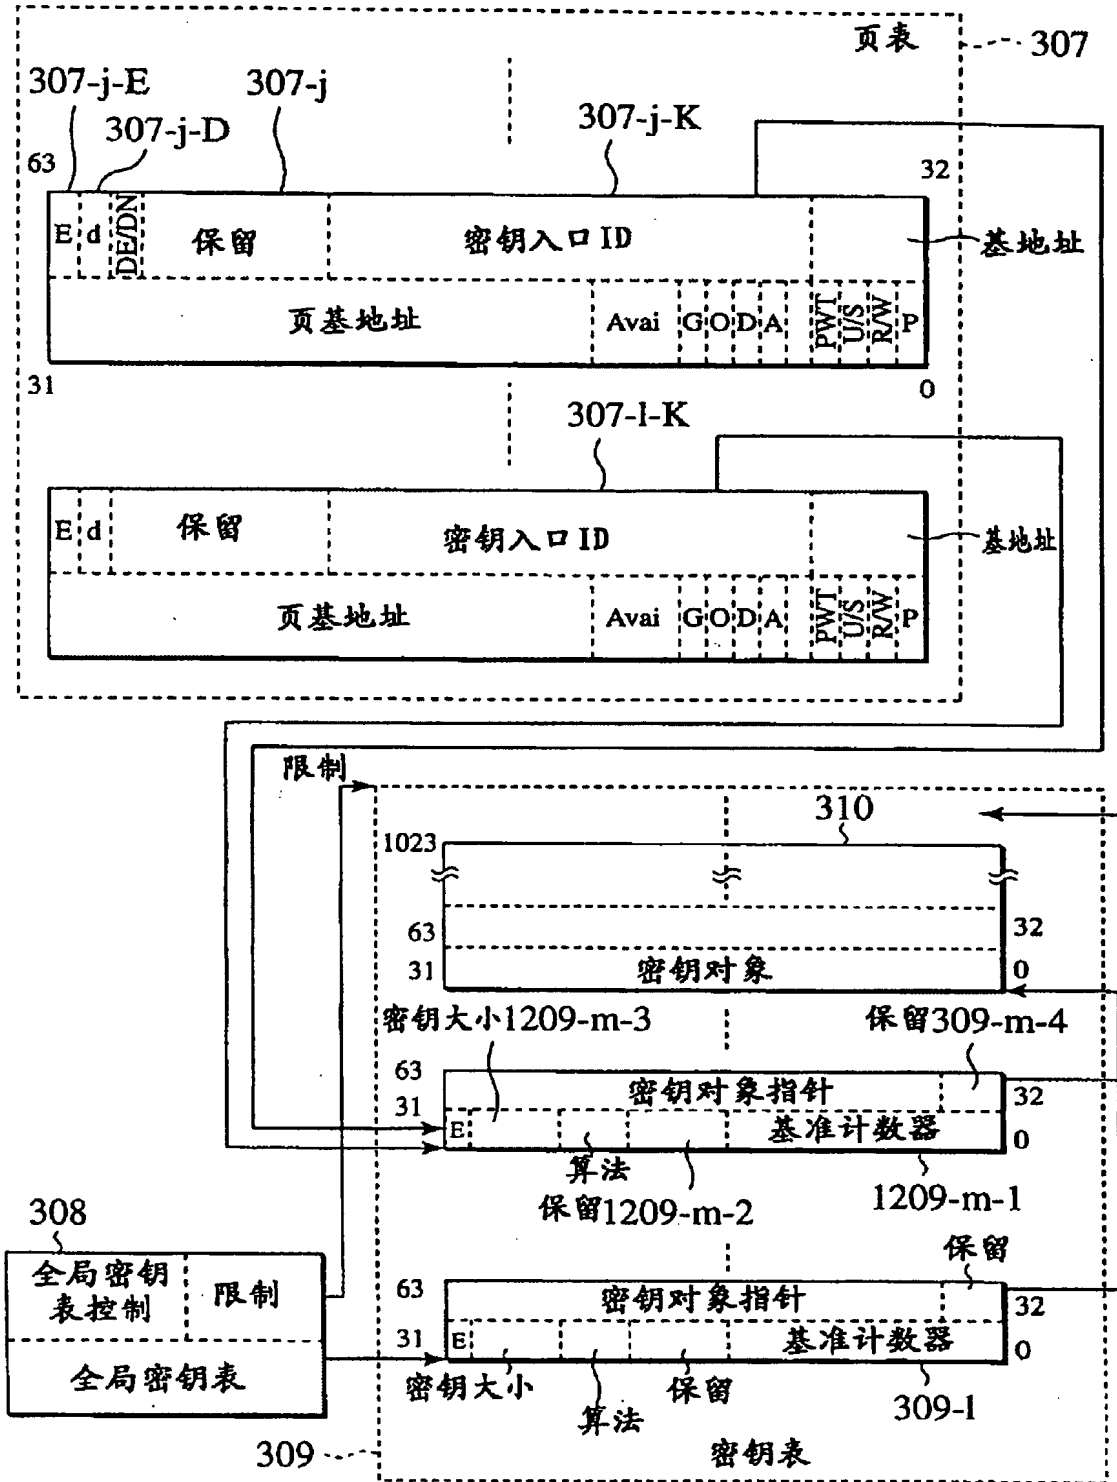 页表
307
307-j-E
307-j
307-j-D
307-j-K
63
32
E
d
DE/DN
保留
密钥入口ID
基地址
页基地址
Avai
G
O
D
A
PWT
U/S
R/W
P
31
0
307-l-K
E
d
保留
密钥入口ID
基地址
页基地址
Avai
G
O
D
A
PWT
U/S
R/W
P
限制
310
1023
63
32
31
密钥对象
0
密钥大小1209-m-3
保留309-m-4
63
密钥对象指针
32
31
E
基准计数器
0
算法
保留1209-m-2
1209-m-1
308
保留
全局密钥
表控制
限制
63
密钥对象指针
32
31
E
基准计数器
0
全局密钥表
密钥大小
算法
保留
309-l
309
密钥表